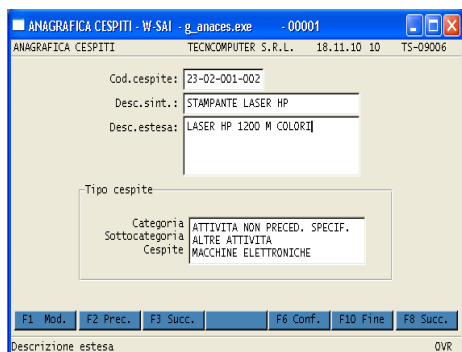 ANAGRAFICA CESPITI - W-SAI - g_anaces.exe - 00001
ANAGRAFICA CESPITI TECNCOMPUTER S.R.L. 18.11.10 10 TS-09006
Cod.cespite: 23-02-001-002
Desc.sint.: STAMPANTE LASER HP
Desc.estesa: LASER HP 1200 M COLORI
Tipo cespite
Categoria ATTIVITA NON PRECED. SPECIF.
Sottocategoria ALTRE ATTIVITA
Cespite MACCHINE ELETTRONICHE
F1 Mod. F2 Prec. F3 Succ. F6 Conf. F10 Fine F8 Succ.
Descrizione estesa OVR